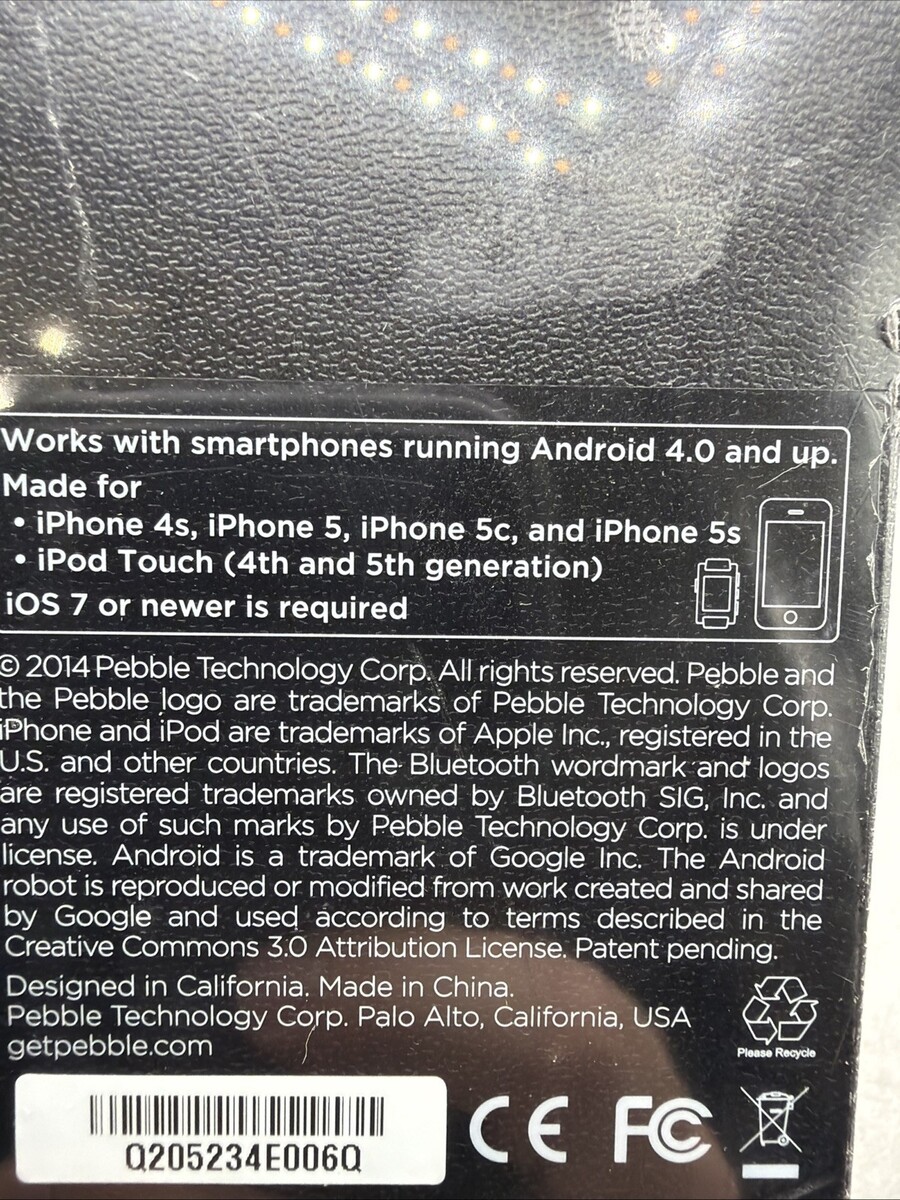 Works with smartphones running Android 4.0 and up.
Made for
• iPhone 4s, iPhone 5, iPhone 5c, and iPhone 5s
• iPod Touch (4th and 5th generation)
iOS 7 or newer is required
© 2014 Pebble Technology Corp. All rights reserved. Pebble and
the Pebble logo are trademarks of Pebble Technology Corp.
iPhone and iPod are trademarks of Apple Inc., registered in the
U.S. and other countries. The Bluetooth wordmark and logos
are registered trademarks owned by Bluetooth SIG, Inc. and
any use of such marks by Pebble Technology Corp. is under
license. Android is a trademark of Google Inc. The Android
robot is reproduced or modified from work created and shared
by Google and used according to terms described in the
Creative Commons 3.0 Attribution License. Patent pending.
Designed in California. Made in China.
Pebble Technology Corp. Palo Alto, California, USA
getpebble.com
Please Recycle
Q205234E006Q
CE FC